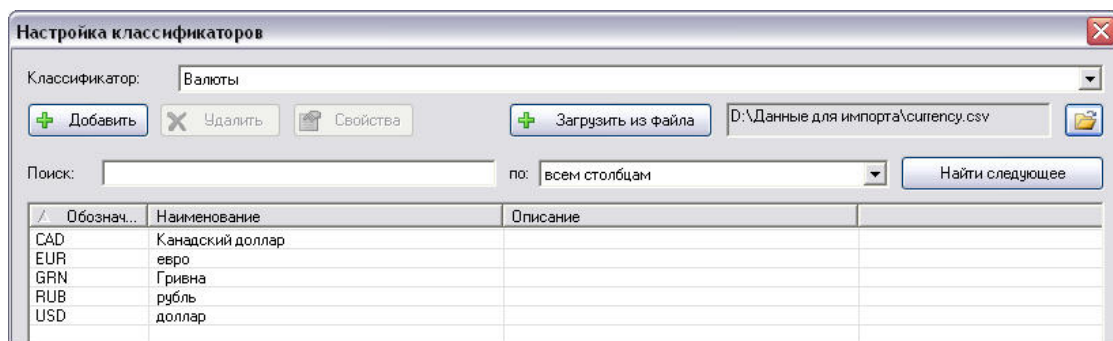 Настройка классификаторов
Классификатор: Валюты
Добавить Удалить Свойства Загрузить из файла D:\Данные для импорта\currency.csv
Поиск: по: всем столбцам Найти следующее
Обознач... Наименование Описание
CAD Канадский доллар
EUR евро
GRN Гривна
RUB рубль
USD доллар